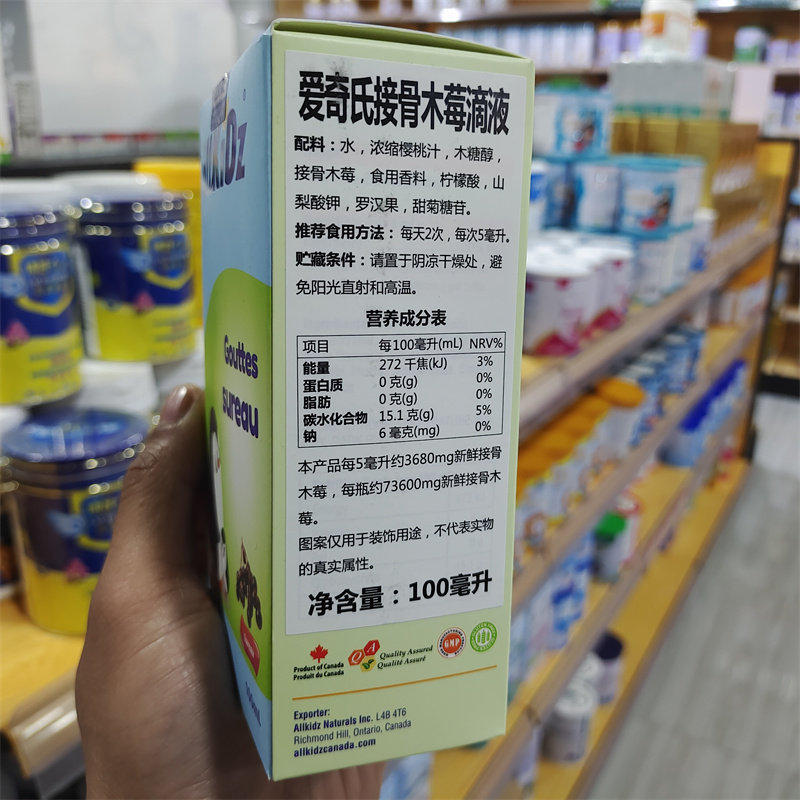 爱奇氏接骨木莓滴液
配料：水，浓缩樱桃汁，木糖醇，
接骨木莓，食用香料，柠檬酸，山
梨酸钾，罗汉果，甜菊糖苷。
推荐食用方法：每天2次，每次5毫升。
贮藏条件：请置于阴凉干燥处，避
免阳光直射和高温。
营养成分表
项目 每100毫升(mL) NRV%
能量 272 千焦(kJ) 3%
蛋白质 0 克(g) 0%
脂肪 0 克(g) 0%
碳水化合物 15.1 克(g) 5%
钠 6 毫克(mg) 0%
本产品每5毫升约3680mg新鲜接骨
木莓，每瓶约73600mg新鲜接骨木
莓。
图案仅用于装饰用途，不代表实物
的真实属性。
净含量：100毫升
Product of Canada
Produit du Canada
QA
Quality Assured
Qualité Assuré
GMP
Exporter:
Allkidz Naturals Inc. L4B 4T6
Richmond Hill, Ontario, Canada
allkidzcanada.com
Gouttes
sureau